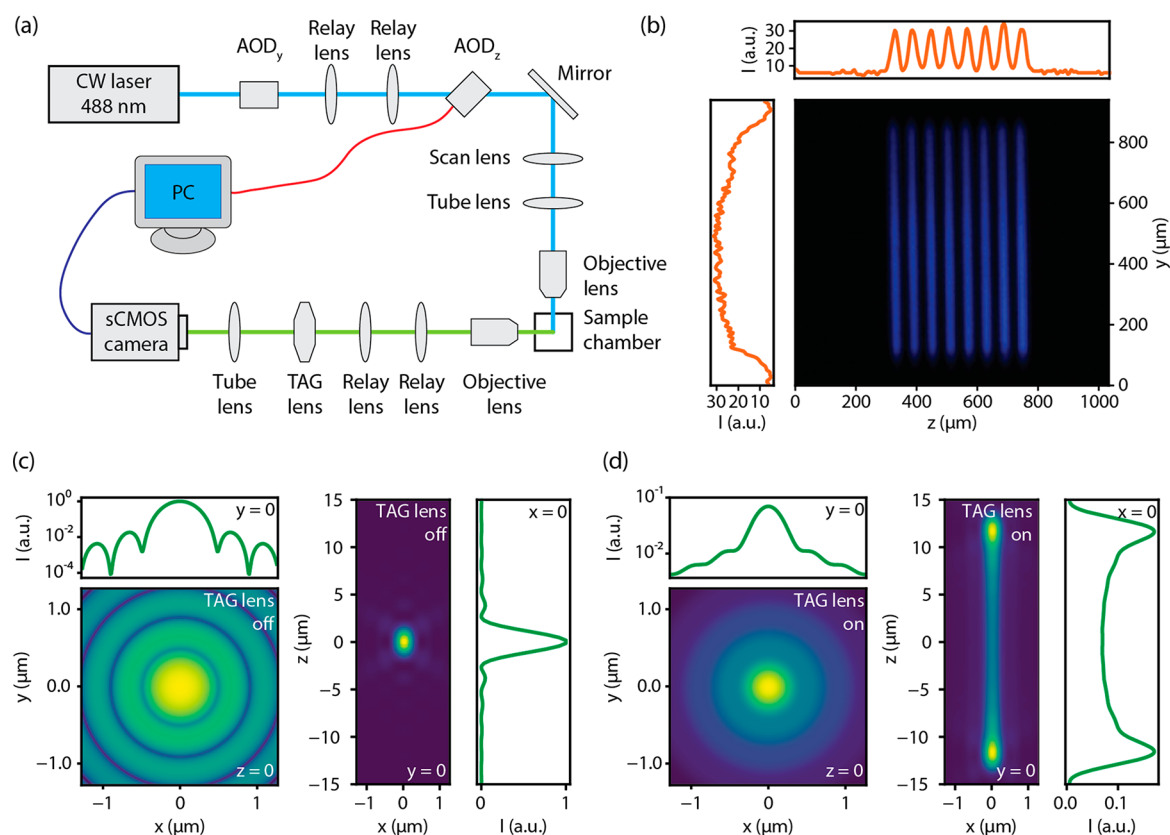 (a)
CW laser
488 nm
AODy
Relay
lens
Relay
lens
AODz
Mirror
Scan lens
Tube lens
PC
Objective
lens
Sample
chamber
sCMOS
camera
Tube
lens
TAG
lens
Relay
lens
Relay
lens
Objective
lens
(b)
I (a.u.)
30
20
10
800
600
400
200
0
y (µm)
30
20
10
I (a.u.)
0
200
400
600
800
1000
z (µm)
(c)
I (a.u.)
10⁰
10⁻²
10⁻⁴
y = 0
TAG lens
off
y (µm)
1.0
0.0
−1.0
z = 0
−1
0
1
x (µm)
z (µm)
15
10
5
0
−5
−10
−15
TAG lens
off
y = 0
−1
0
1
x (µm)
x = 0
0
1
I (a.u.)
(d)
I (a.u.)
10⁻¹
10⁻²
y = 0
TAG lens
on
y (µm)
1.0
0.0
−1.0
z = 0
−1
0
1
x (µm)
z (µm)
15
10
5
0
−5
−10
−15
TAG lens
on
y = 0
−1
0
1
x (µm)
x = 0
0.0
0.1
I (a.u.)